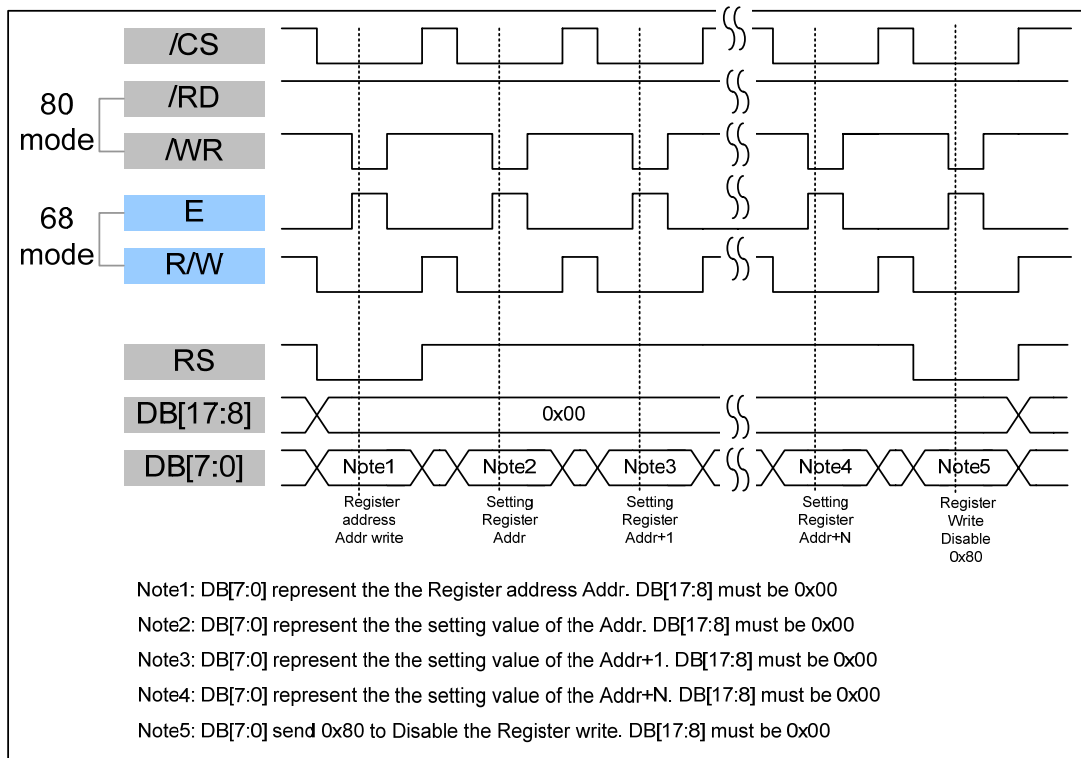 /CS
80
mode
/RD
/WR
68
mode
E
R/W
RS
DB[17:8]
0x00
DB[7:0]
Note1
Note2
Note3
Note4
Note5
Register
address
Addr write
Setting
Register
Addr
Setting
Register
Addr+1
Setting
Register
Addr+N
Register
Write
Disable
0x80
Note1: DB[7:0] represent the the Register address Addr. DB[17:8] must be 0x00
Note2: DB[7:0] represent the the setting value of the Addr. DB[17:8] must be 0x00
Note3: DB[7:0] represent the the setting value of the Addr+1. DB[17:8] must be 0x00
Note4: DB[7:0] represent the the setting value of the Addr+N. DB[17:8] must be 0x00
Note5: DB[7:0] send 0x80 to Disable the Register write. DB[17:8] must be 0x00